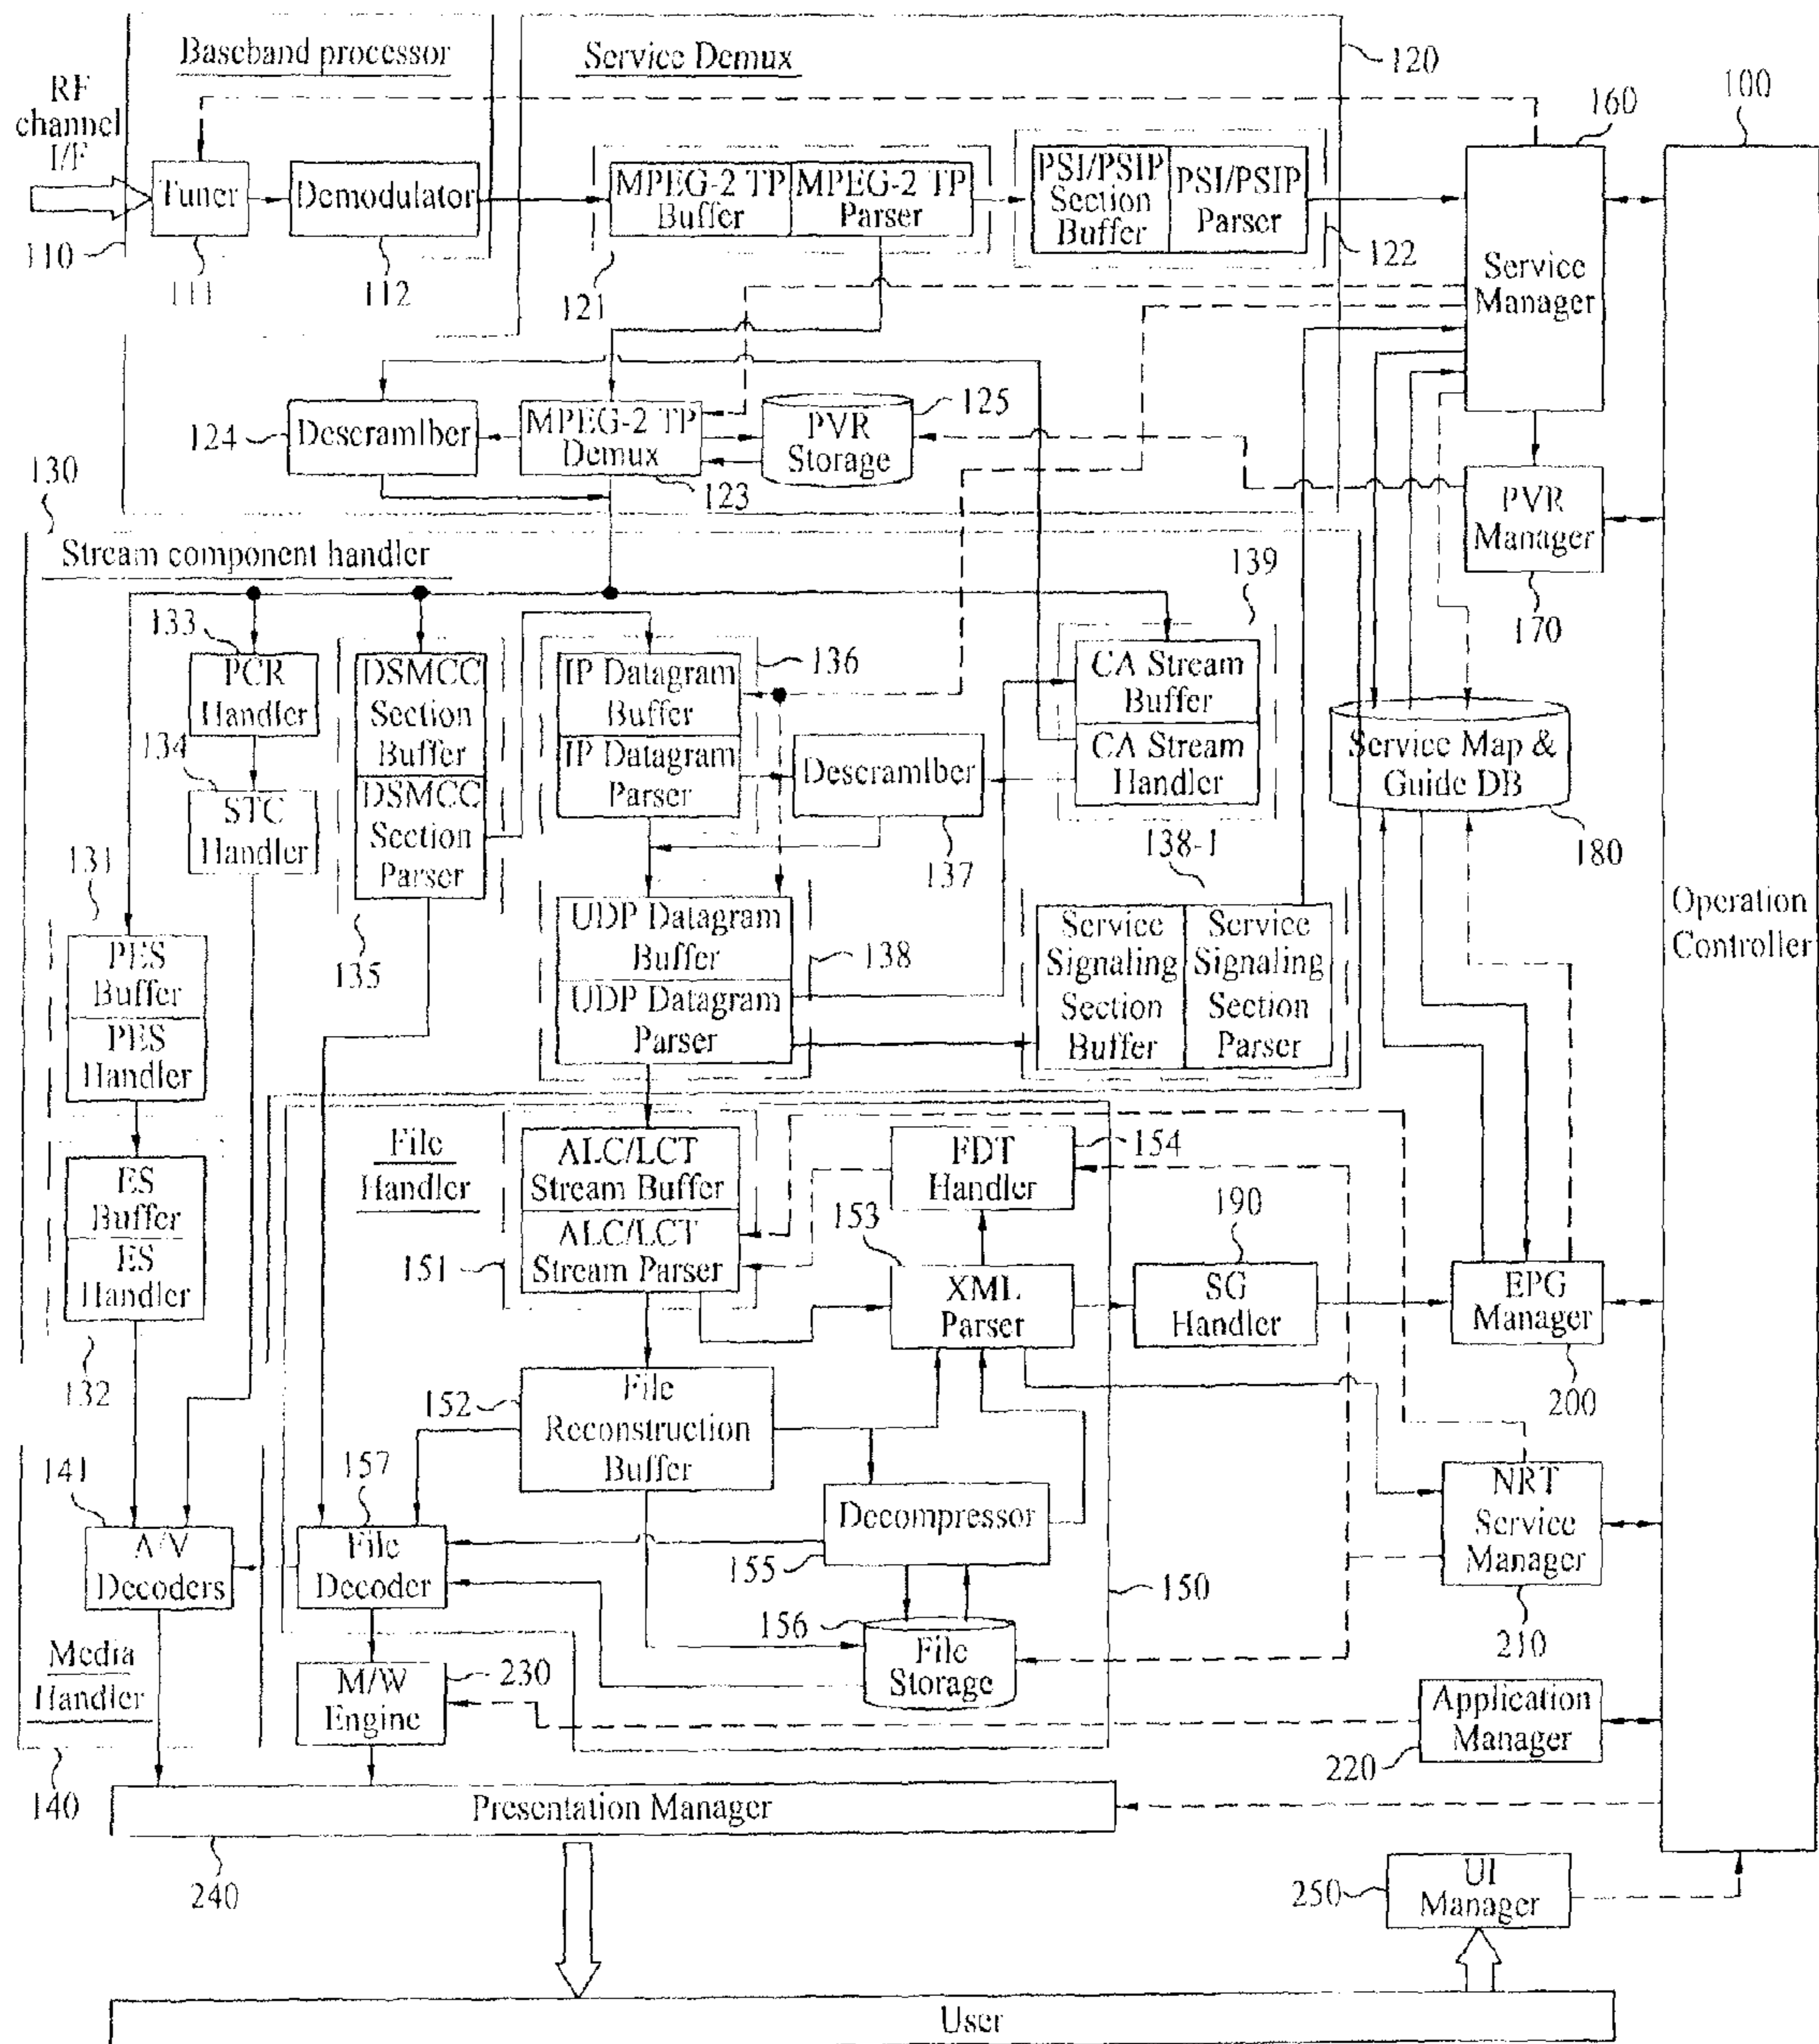 Baseband processor
Service Demux
120
RF
channel
I/F
160
100
Tuner
Demodulator
MPEG-2 TP
Buffer
MPEG-2 TP
Parser
PSI/PSIP
Section
Buffer
PSI/PSIP
Parser
110
111
112
121
122
Service
Manager
124
Descramlber
MPEG-2 TP
Demux
123
PVR
Storage
125
130
PVR
Manager
170
Stream component handler
139
133
PCR
Handler
134
STC
Handler
DSMCC
Section
Buffer
DSMCC
Section
Parser
135
IP Datagram
Buffer
IP Datagram
Parser
136
Descramlber
137
CA Stream
Buffer
CA Stream
Handler
138-1
Service Map &
Guide DB
180
Operation
Controller
131
PES
Buffer
PES
Handler
UDP Datagram
Buffer
UDP Datagram
Parser
138
Service
Signaling
Section
Buffer
Service
Signaling
Section
Parser
ES
Buffer
ES
Handler
132
File
Handler
ALC/LCT
Stream Buffer
ALC/LCT
Stream Parser
151
FDT
Handler
154
153
XML
Parser
190
SG
Handler
EPG
Manager
200
152
File
Reconstruction
Buffer
141
A/V
Decoders
157
File
Decoder
Decompressor
155
150
NRT
Service
Manager
210
156
File
Storage
Media
Handler
140
M/W
Engine
230
Application
Manager
220
Presentation Manager
240
250
UI
Manager
User